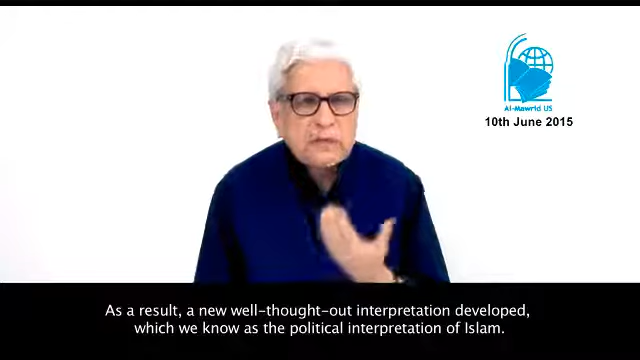 Al-Mawrid US
10th June 2015
As a result, a new well-thought-out interpretation developed,
which we know as the political interpretation of Islam.